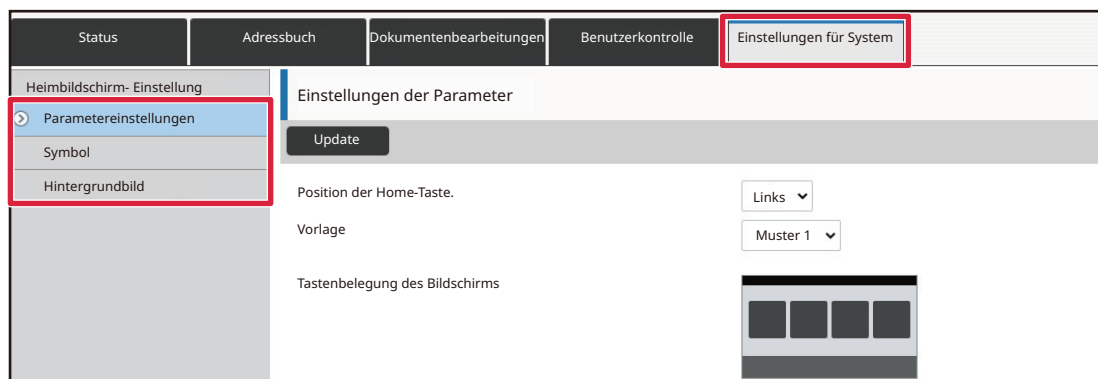 Status
Adressbuch
Dokumentenbearbeitungen
Benutzerkontrolle
Einstellungen für System
Heimbildschirm- Einstellung
Parametereinstellungen
Symbol
Hintergrundbild
Einstellungen der Parameter
Update
Position der Home-Taste.
Links
Vorlage
Muster 1
Tastenbelegung des Bildschirms